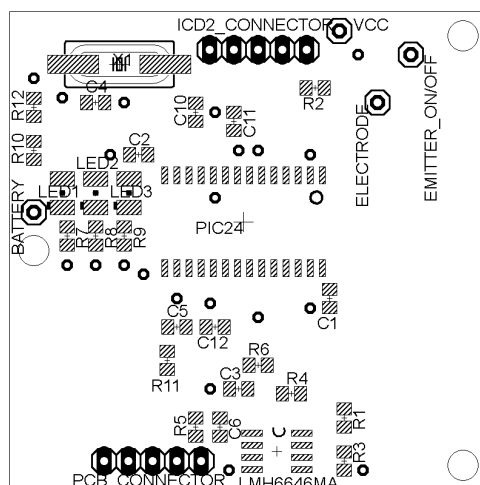 ICD2_CONNECTOR
VCC
R12
C4
C10
C11
R2
ELECTRODE
EMITTER_ON/OFF
R10
C2
LED2
LED1
LED3
BATTERY
R7
R8
R9
PIC24
C1
C5
C12
R11
R6
C3
R4
R5
C6
R1
R3
PCB_CONNECTOR
LMH6646MA